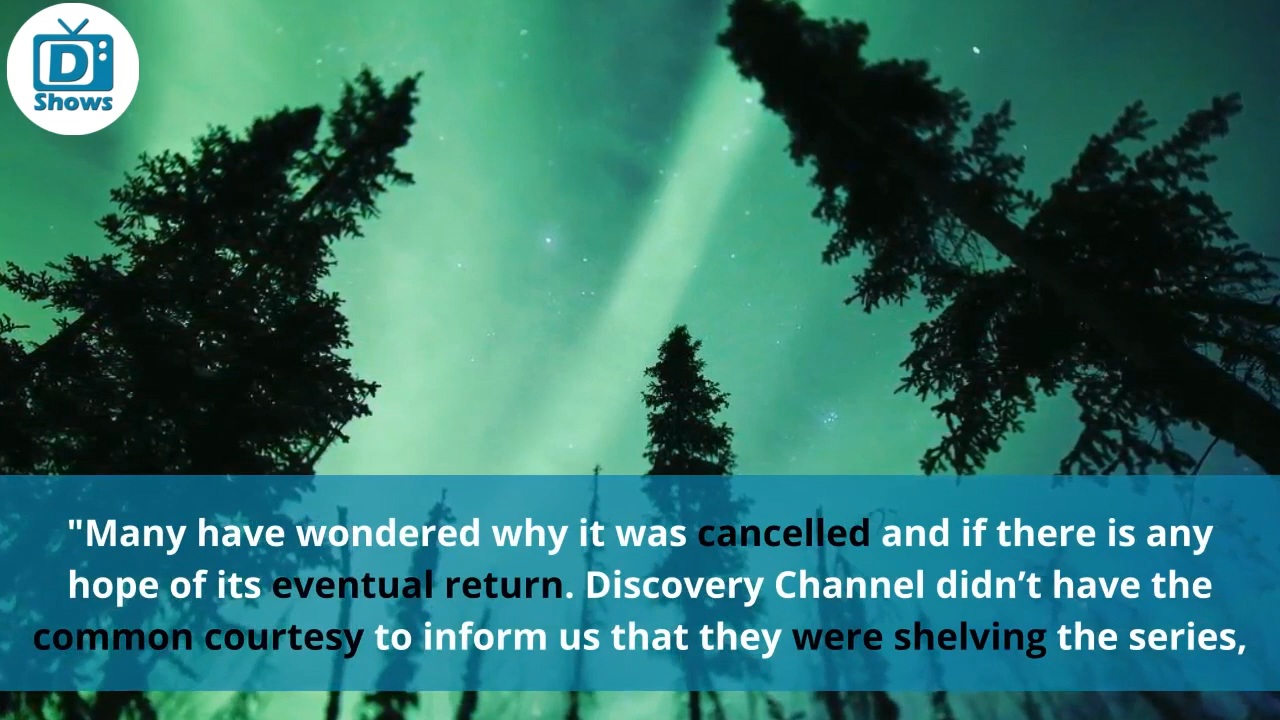 D
Shows
"Many have wondered why it was cancelled and if there is any
hope of its eventual return. Discovery Channel didn’t have the
common courtesy to inform us that they were shelving the series,